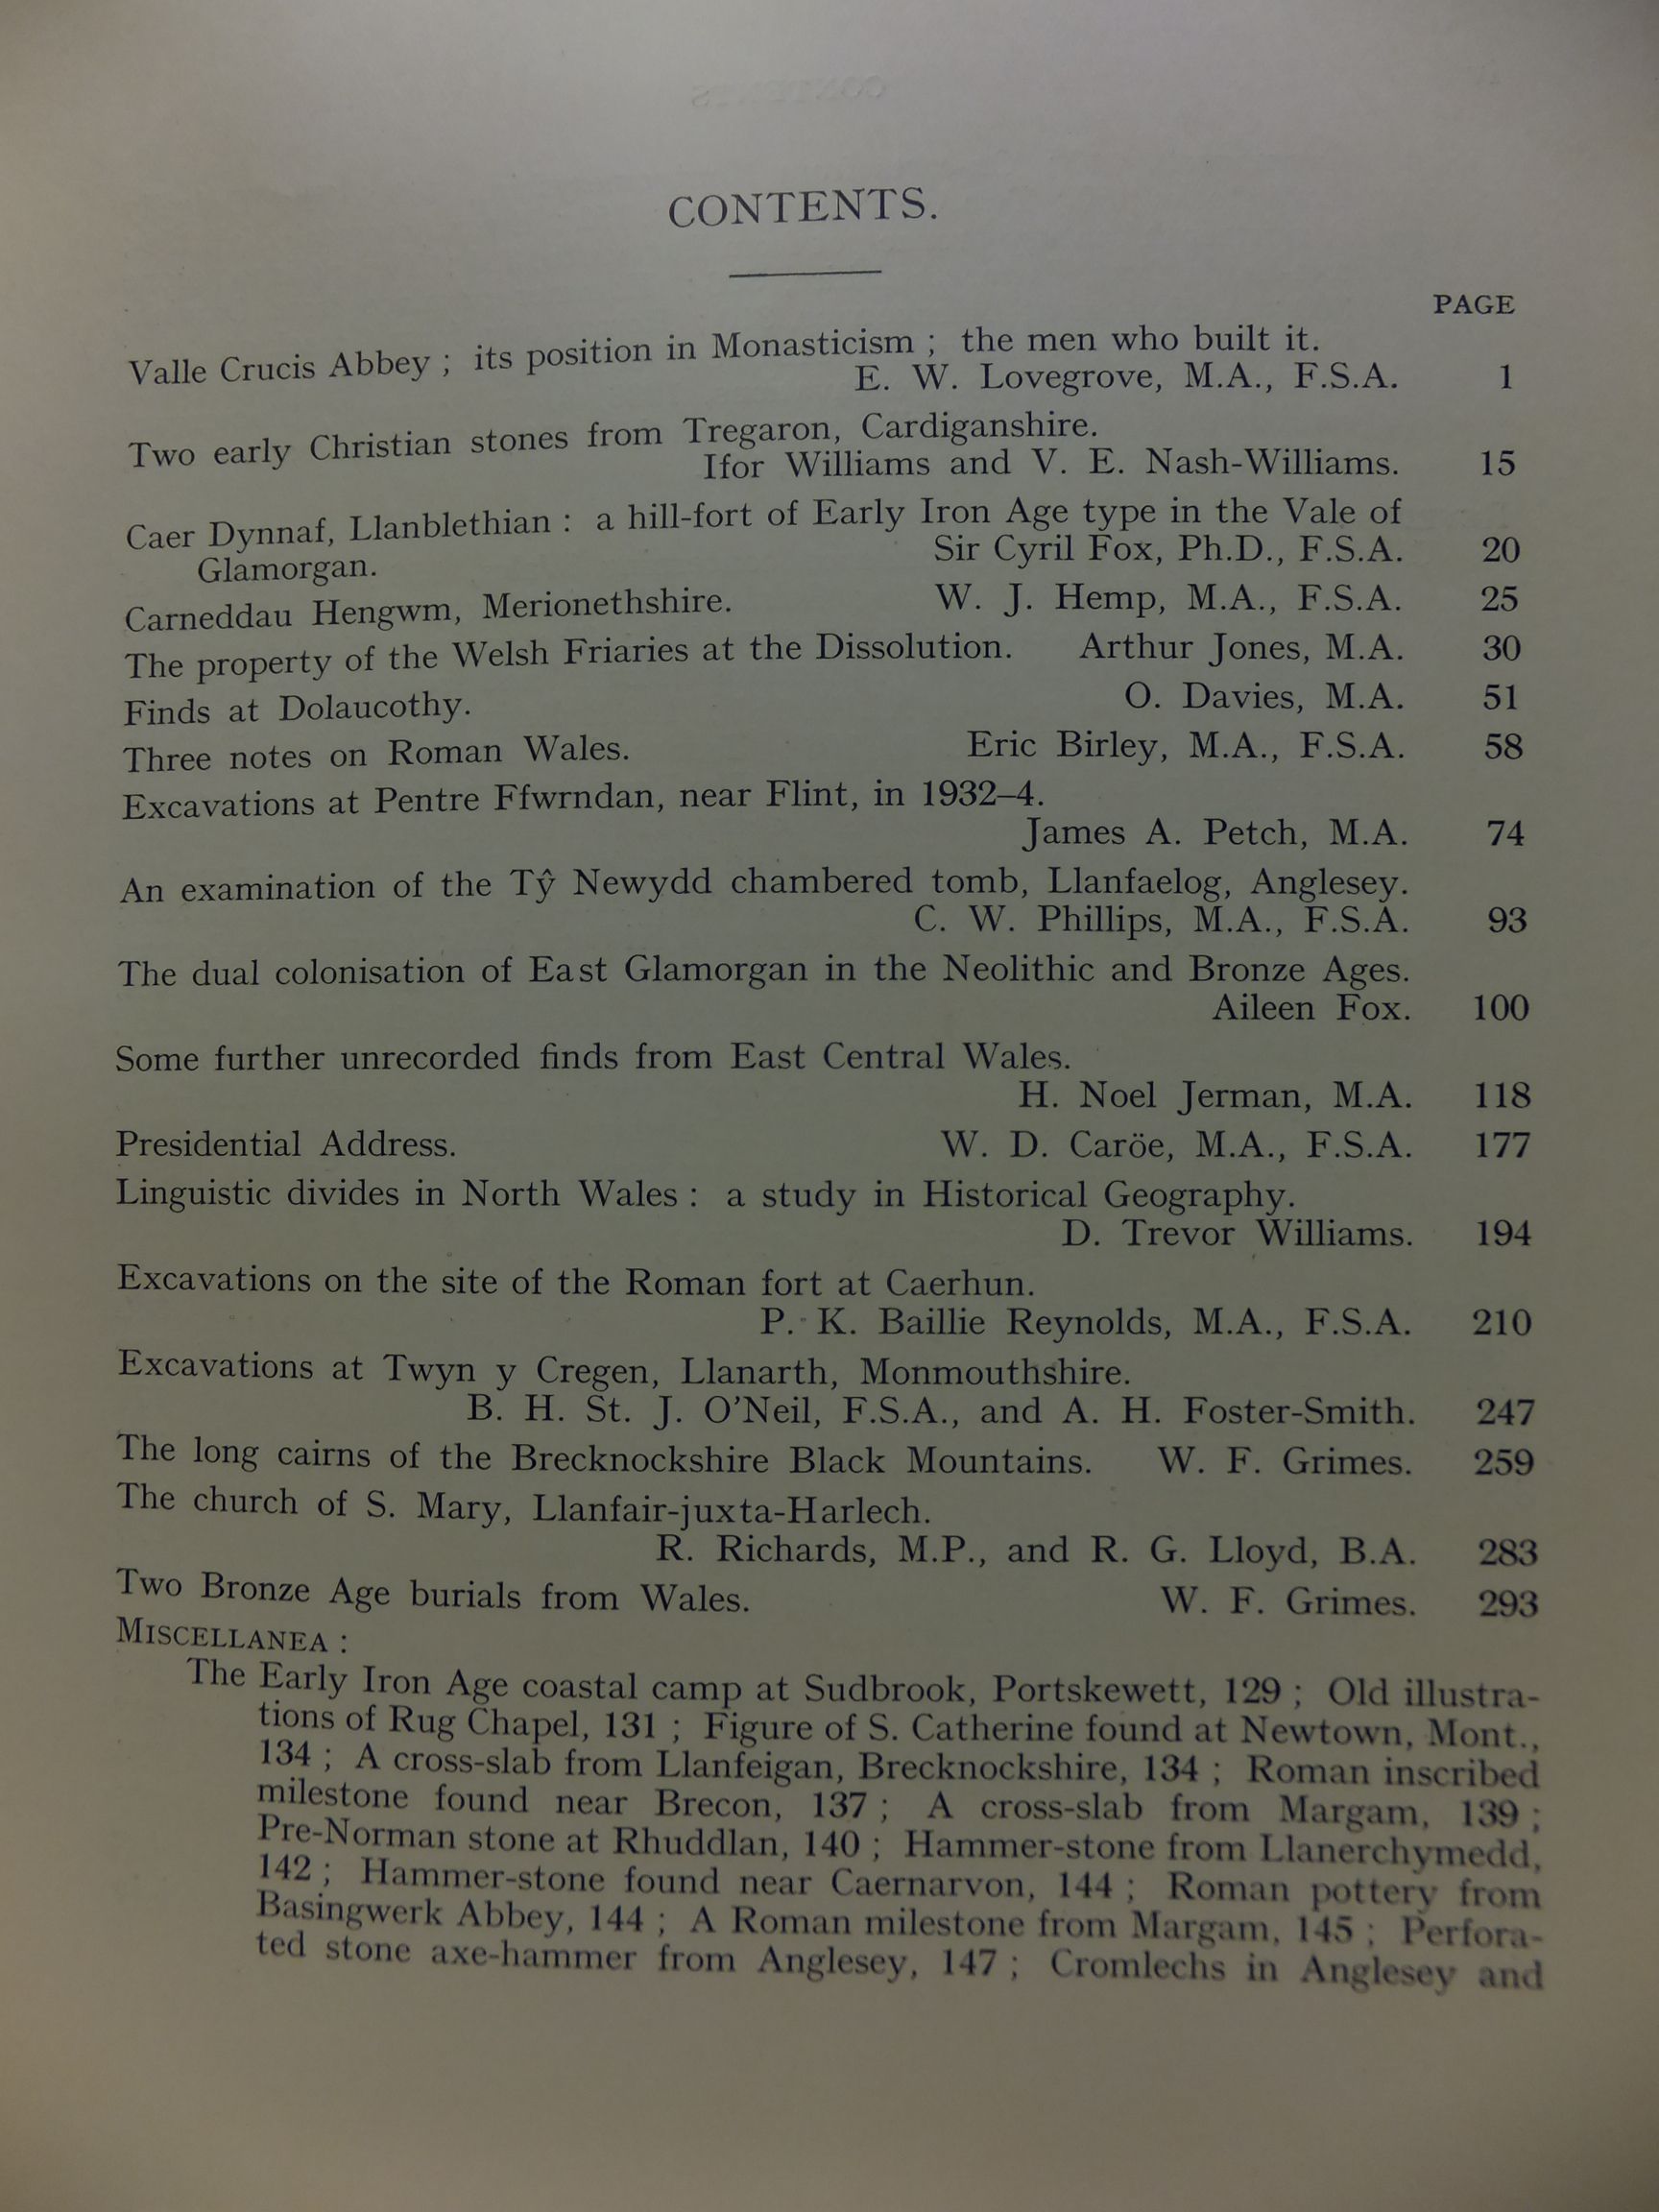 CONTENTS.
PAGE
Valle Crucis Abbey ; its position in Monasticism ; the men who built it.
E. W. Lovegrove, M.A., F.S.A. 1
Two early Christian stones from Tregaron, Cardiganshire.
Ifor Williams and V. E. Nash-Williams. 15
Caer Dynnaf, Llanblethian : a hill-fort of Early Iron Age type in the Vale of
Glamorgan. Sir Cyril Fox, Ph.D., F.S.A. 20
Carneddau Hengwm, Merionethshire. W. J. Hemp, M.A., F.S.A. 25
The property of the Welsh Friaries at the Dissolution. Arthur Jones, M.A. 30
Finds at Dolaucothy. O. Davies, M.A. 51
Three notes on Roman Wales. Eric Birley, M.A., F.S.A. 58
Excavations at Pentre Ffwrndan, near Flint, in 1932–4.
James A. Petch, M.A. 74
An examination of the Tŷ Newydd chambered tomb, Llanfaelog, Anglesey.
C. W. Phillips, M.A., F.S.A. 93
The dual colonisation of East Glamorgan in the Neolithic and Bronze Ages.
Aileen Fox. 100
Some further unrecorded finds from East Central Wales.
H. Noel Jerman, M.A. 118
Presidential Address. W. D. Caröe, M.A., F.S.A. 177
Linguistic divides in North Wales : a study in Historical Geography.
D. Trevor Williams. 194
Excavations on the site of the Roman fort at Caerhun.
P. K. Baillie Reynolds, M.A., F.S.A. 210
Excavations at Twyn y Cregen, Llanarth, Monmouthshire.
B. H. St. J. O'Neil, F.S.A., and A. H. Foster-Smith. 247
The long cairns of the Brecknockshire Black Mountains. W. F. Grimes. 259
The church of S. Mary, Llanfair-juxta-Harlech.
R. Richards, M.P., and R. G. Lloyd, B.A. 283
Two Bronze Age burials from Wales. W. F. Grimes. 293
MISCELLANEA :
The Early Iron Age coastal camp at Sudbrook, Portskewett, 129 ; Old illustra-
tions of Rug Chapel, 131 ; Figure of S. Catherine found at Newtown, Mont.,
134 ; A cross-slab from Llanfeigan, Brecknockshire, 134 ; Roman inscribed
milestone found near Brecon, 137 ; A cross-slab from Margam, 139 ;
Pre-Norman stone at Rhuddlan, 140 ; Hammer-stone from Llanerchymedd,
142 ; Hammer-stone found near Caernarvon, 144 ; Roman pottery from
Basingwerk Abbey, 144 ; A Roman milestone from Margam, 145 ; Perfora-
ted stone axe-hammer from Anglesey, 147 ; Cromlechs in Anglesey and